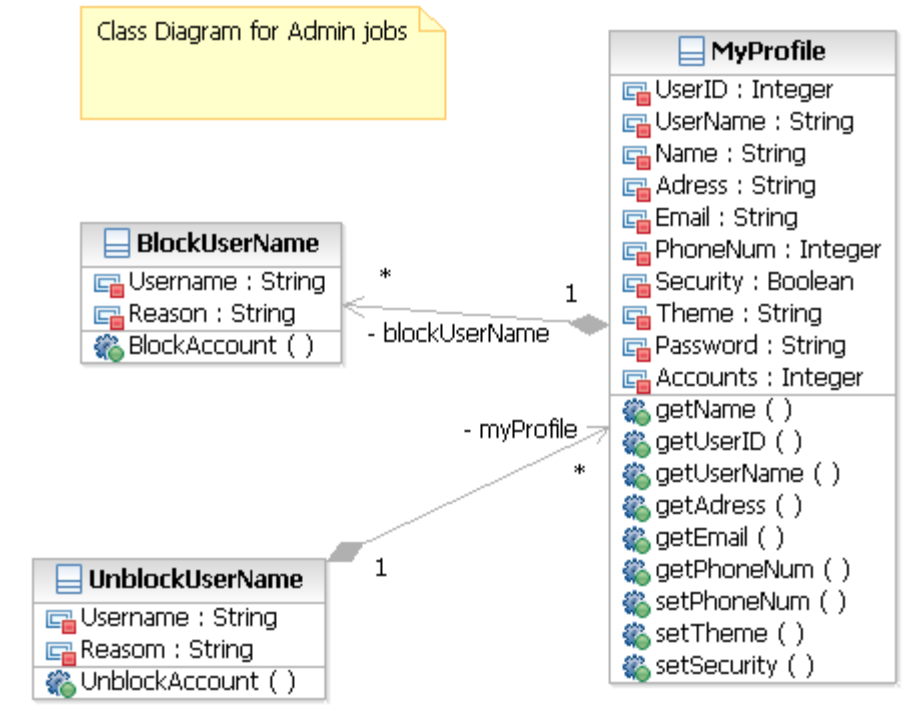 Class Diagram for Admin jobs
MyProfile
UserID : Integer
UserName : String
Name : String
Adress : String
Email : String
PhoneNum : Integer
Security : Boolean
Theme : String
Password : String
Accounts : Integer
getName ( )
getUserID ( )
getUserName ( )
getAdress ( )
getEmail ( )
getPhoneNum ( )
setPhoneNum ( )
setTheme ( )
setSecurity ( )
BlockUserName
Username : String
Reason : String
BlockAccount ( )
*
1
- blockUserName
- myProfile
*
1
UnblockUserName
Username : String
Reasom : String
UnblockAccount ( )